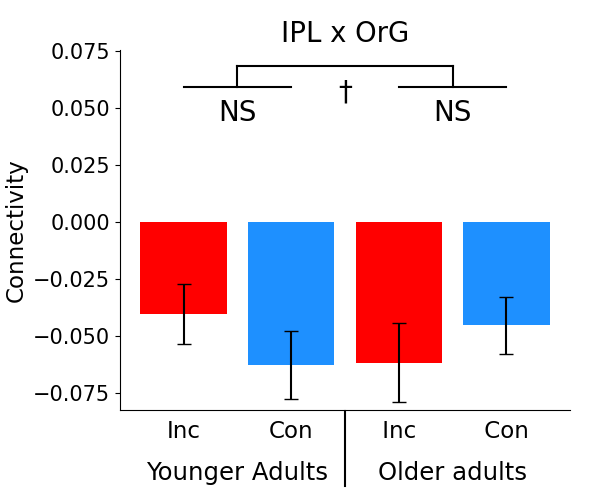 IPL x OrG
0.075
0.050
0.025
0.000
−0.025
−0.050
−0.075
Connectivity
†
NS NS
Inc Con Inc Con
Younger Adults Older adults